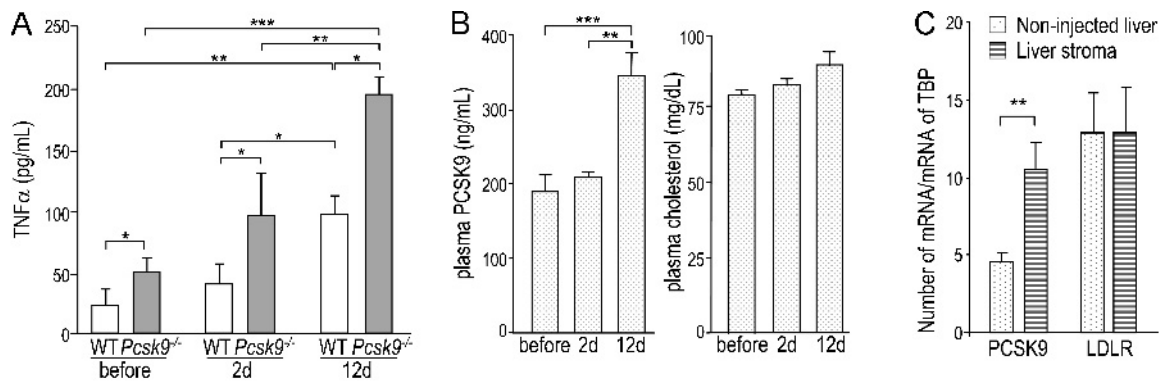 A
TNFα (pg/mL)
250
200
150
100
50
0
***
**
**
*
*
*
*
WT Pcsk9-/- WT Pcsk9-/- WT Pcsk9-/-
before 2d 12d
B
plasma PCSK9 (ng/mL)
400
300
200
100
0
***
**
before 2d 12d
plasma cholesterol (mg/dL)
100
75
50
25
0
before 2d 12d
C
Non-injected liver
Liver stroma
Number of mRNA/mRNA of TBP
20
15
10
5
0
**
PCSK9 LDLR